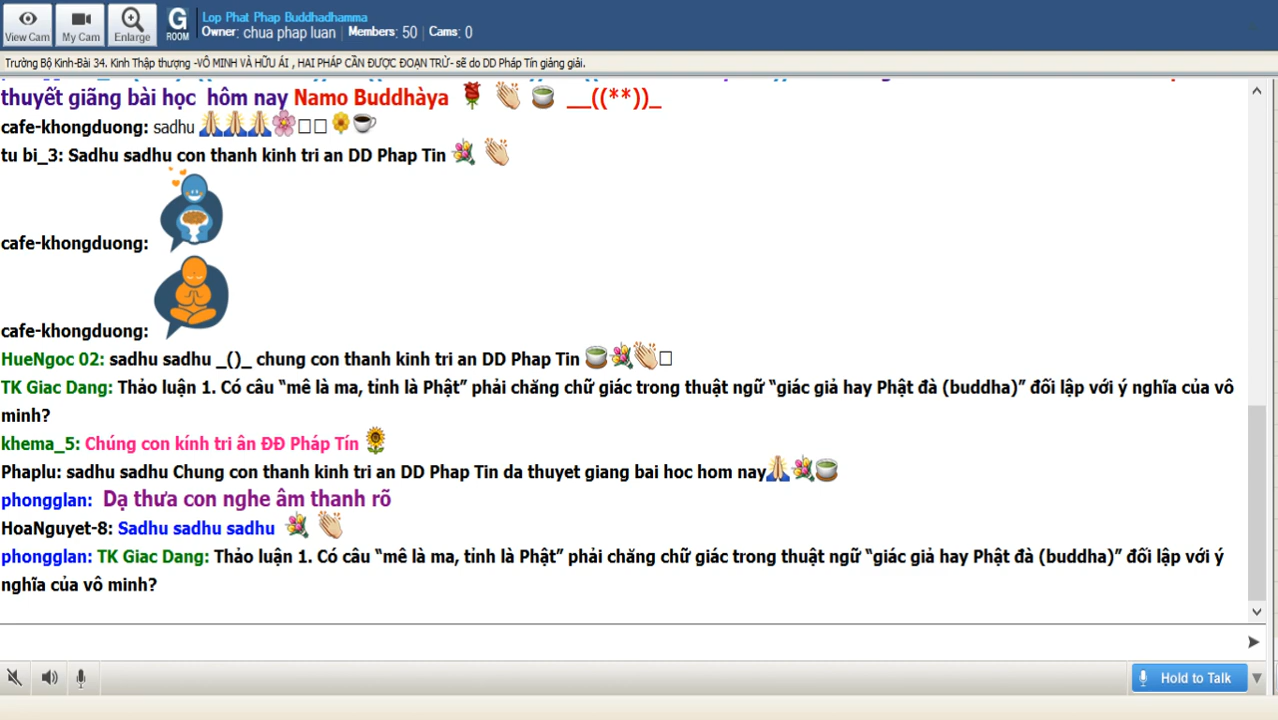 View Cam
My Cam
Enlarge
G
ROOM
Lop Phat Phap Buddhadhamma
Owner: chua phap luan | Members: 50 | Cams: 0
Trường Bộ Kinh-Bài 34. Kinh Thập thượng -VÔ MINH VÀ HỮU ÁI , HAI PHÁP CẦN ĐƯỢC ĐOẠN TRỪ- sẽ do DD Pháp Tín giảng giải.
thuyết giãng bài học hôm nay Namo Buddhàya __((**))_
cafe-khongduong: sadhu
tu bi_3: Sadhu sadhu con thanh kinh tri an DD Phap Tin
cafe-khongduong:
cafe-khongduong:
HueNgoc 02: sadhu sadhu _()_ chung con thanh kinh tri an DD Phap Tin
TK Giac Dang: Thảo luận 1. Có câu “mê là ma, tỉnh là Phật” phải chăng chữ giác trong thuật ngữ “giác giả hay Phật đà (buddha)” đối lập với ý nghĩa của vô
minh?
khema_5: Chúng con kính tri ân ĐĐ Pháp Tín
Phaplu: sadhu sadhu Chung con thanh kinh tri an DD Phap Tin da thuyet giang bai hoc hom nay
phongglan: Dạ thưa con nghe âm thanh rõ
HoaNguyet-8: Sadhu sadhu sadhu
phongglan: TK Giac Dang: Thảo luận 1. Có câu “mê là ma, tỉnh là Phật” phải chăng chữ giác trong thuật ngữ “giác giả hay Phật đà (buddha)” đối lập với ý
nghĩa của vô minh?
Hold to Talk